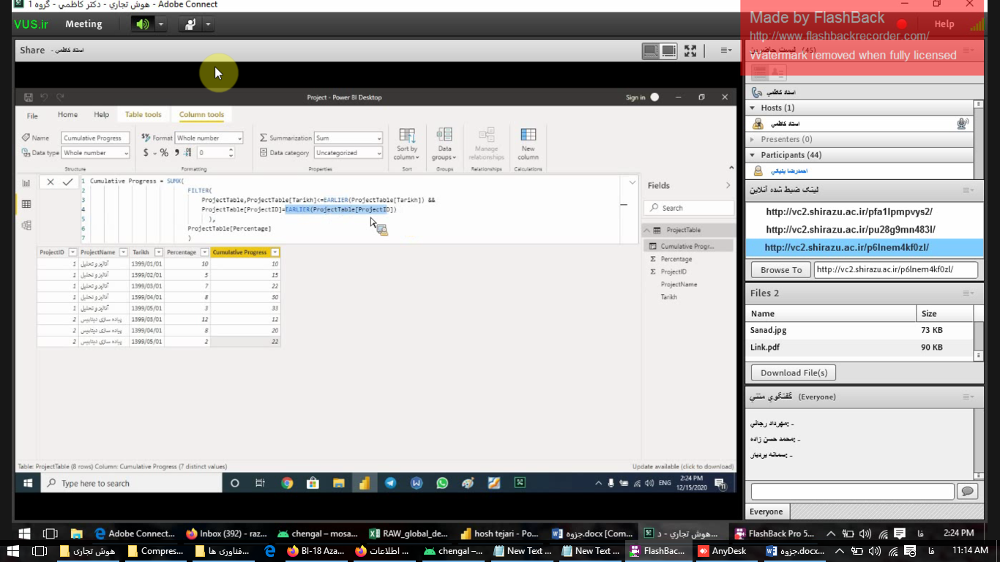 هوش تجاري - دکتر کاظمي - گروه 1 - Adobe Connect
VUS.ir Meeting Help
Made by FlashBack
http://www.flashbackrecorder.com/
Watermark removed when fully licensed
Share - استاد کاظمي
ليست حاضرين (45)
Project - Power BI Desktop
Sign in
File Home Help Table tools Column tools
Name Cumulative Progress
Format Whole number
Summarization Sum
Data type Whole number
$ % 0
Data category Uncategorized
Sort by column
Data groups
Manage relationships
New column
Structure Formatting Properties Sort Groups Relationships Calculations
1 Cumulative Progress = SUMX(
2 FILTER(
3 ProjectTable,ProjectTable[Tarikh]<=EARLIER(ProjectTable[Tarikh]) &&
4 ProjectTable[ProjectID]=EARLIER(ProjectTable[ProjectID])
5 ),
6 ProjectTable[Percentage]
7 )
ProjectID ProjectName Tarikh Percentage Cumulative Progress
1 آنالیز و تحلیل 1399/01/01 10 10
1 آنالیز و تحلیل 1399/02/01 5 15
1 آنالیز و تحلیل 1399/03/01 7 22
1 آنالیز و تحلیل 1399/04/01 8 30
1 آنالیز و تحلیل 1399/05/01 3 33
2 پیاده سازی دیتابیس 1399/03/01 12 12
2 پیاده سازی دیتابیس 1399/04/01 8 20
2 پیاده سازی دیتابیس 1399/05/01 2 22
Fields
Search
ProjectTable
Cumulative Progr...
Percentage
ProjectID
ProjectName
Tarikh
Table: ProjectTable (8 rows) Column: Cumulative Progress (7 distinct values)
Update available (click to download)
Type here to search
ENG
2:24 PM
12/15/2020
11
استاد کاظمي
Hosts (1)
استاد کاظمي
Presenters (0)
Participants (44)
احمدرضا
لينک ضبط شده آنلاين
http://vc2.shirazu.ac.ir/pfa1lpmpvys2/
http://vc2.shirazu.ac.ir/pu28g9mn483l/
http://vc2.shirazu.ac.ir/p6lnem4kf0zl/
Browse To http://vc2.shirazu.ac.ir/p6lnem4kf0zl/
Files 2
Name Size
Sanad.jpg 73 KB
Link.pdf 90 KB
Download File(s)
گفتگوي متني (Everyone)
مهرداد رجائي: -
محمد حسن زاده: -
سمانه بردبار: -
Everyone
Adobe Connect... Inbox (392) - raz... chengal – mosa... RAW_global_de... hosh tejari - Po... جزوه.docx [Com... هوش تجاري - د... FlashBack Pro 5... فا 2:24 PM
هوش تجاری Compres... فناوری ها... BI-18 Aza... اطلاعات... chengal –... New Text ... New Text ... FlashBac... AnyDesk جزوه.docx... فا 11:14 AM